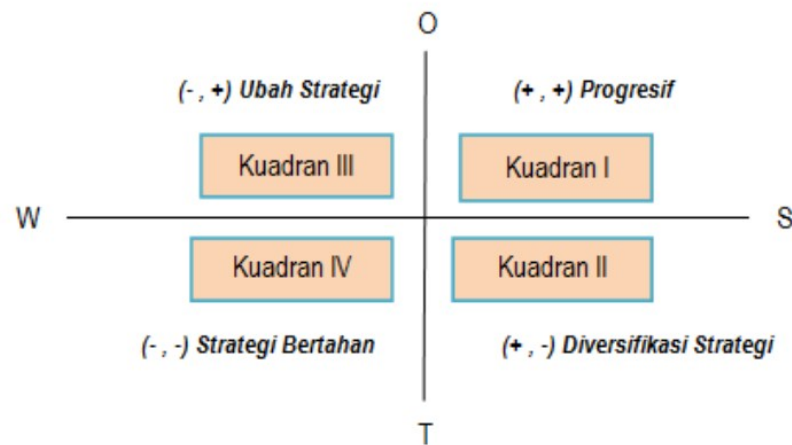 O
(- , +) Ubah Strategi
(+ , +) Progresif
Kuadran III
Kuadran I
W
S
Kuadran IV
Kuadran II
(- , -) Strategi Bertahan
(+ , -) Diversifikasi Strategi
T